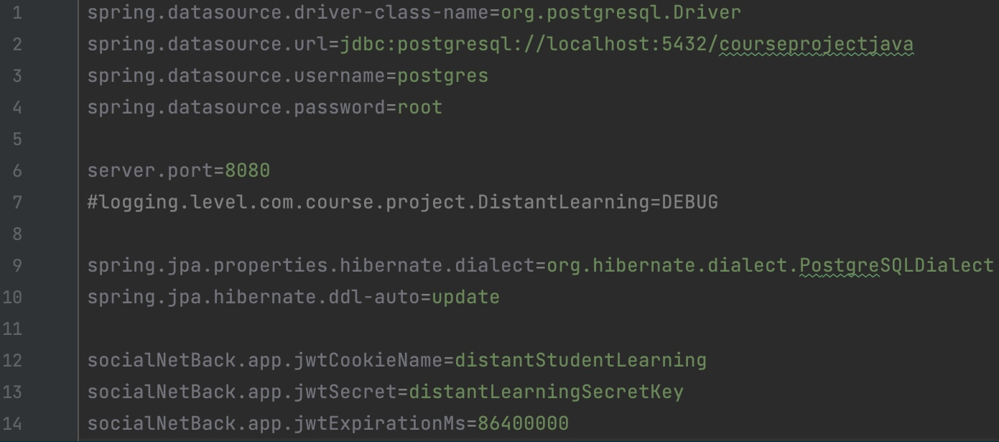 1 spring.datasource.driver-class-name=org.postgresql.Driver
2 spring.datasource.url=jdbc:postgresql://localhost:5432/courseprojectjava
3 spring.datasource.username=postgres
4 spring.datasource.password=root
5
6 server.port=8080
7 #logging.level.com.course.project.DistantLearning=DEBUG
8
9 spring.jpa.properties.hibernate.dialect=org.hibernate.dialect.PostgreSQLDialect
10 spring.jpa.hibernate.ddl-auto=update
11
12 socialNetBack.app.jwtCookieName=distantStudentLearning
13 socialNetBack.app.jwtSecret=distantLearningSecretKey
14 socialNetBack.app.jwtExpirationMs=86400000